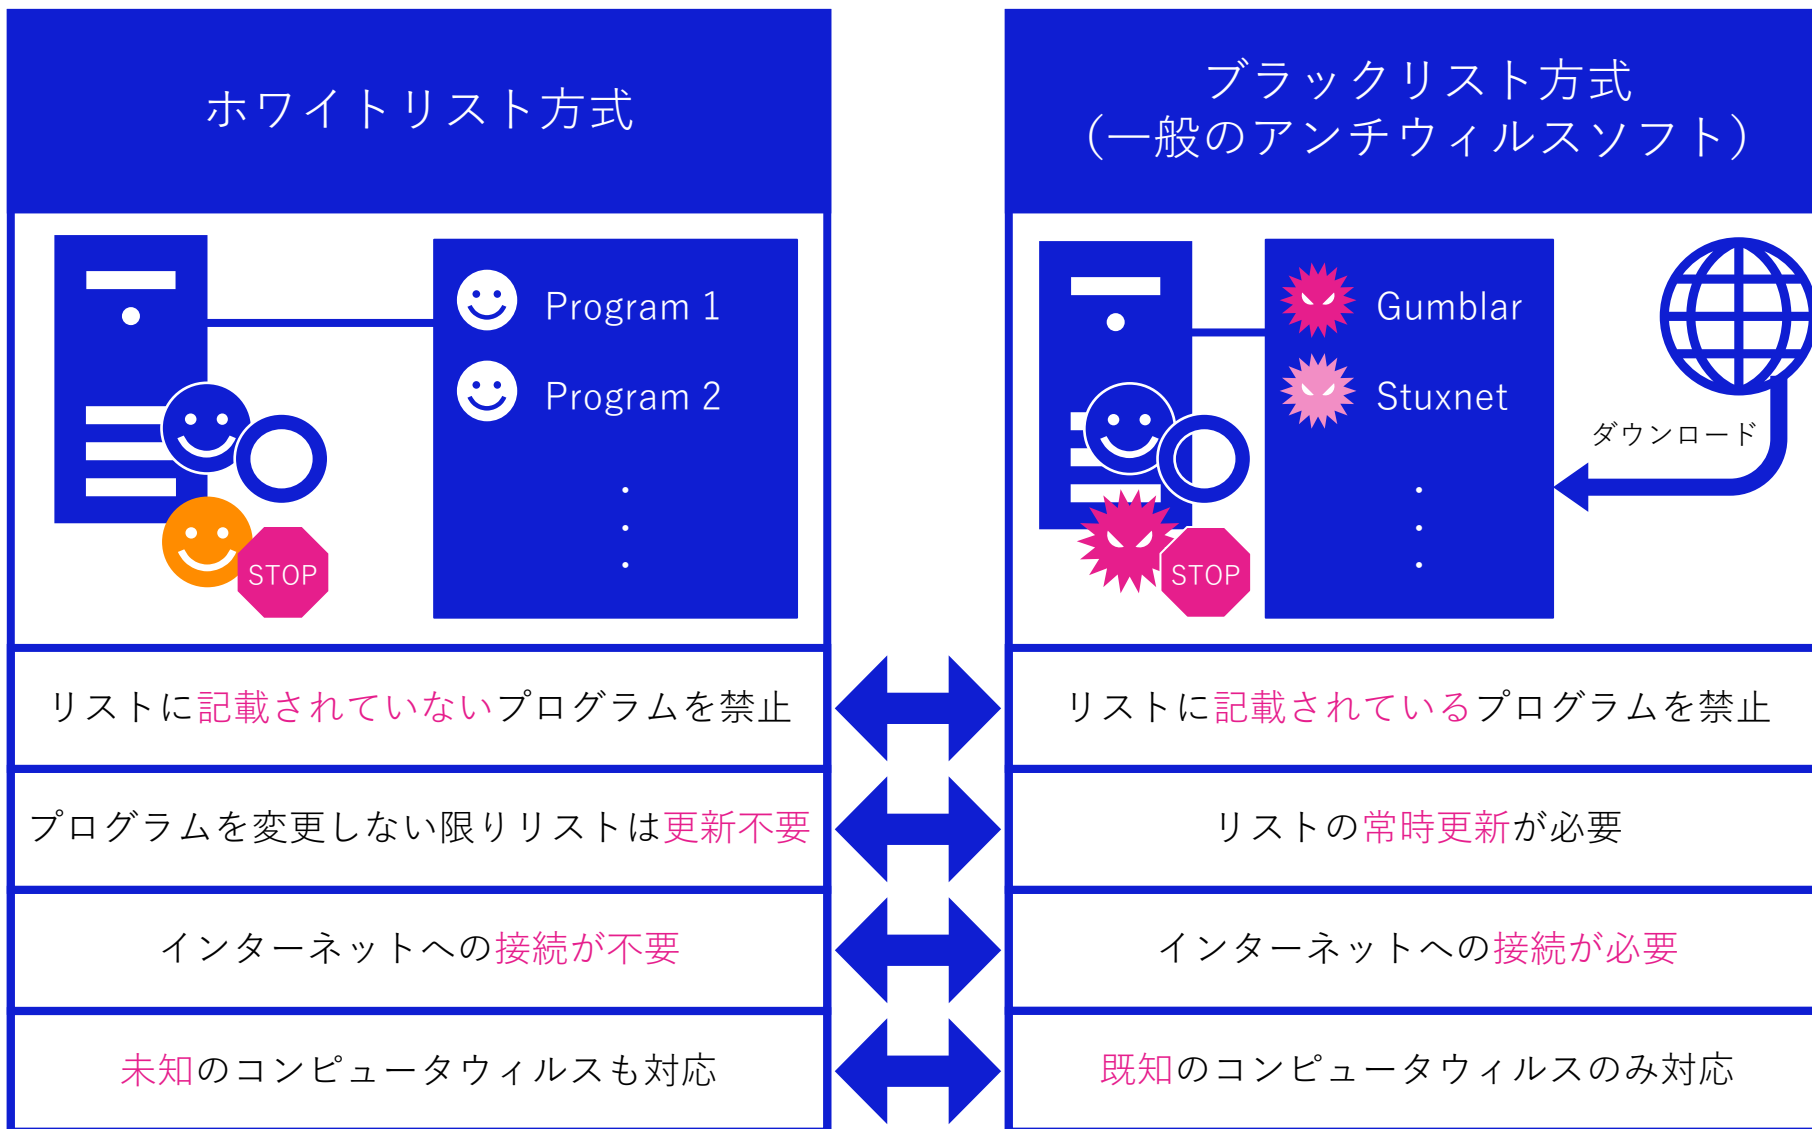 ホワイトリスト方式
Program 1
Program 2
STOP
リストに記載されていないプログラムを禁止
プログラムを変更しない限りリストは更新不要
インターネットへの接続が不要
未知のコンピュータウィルスも対応
ブラックリスト方式
（一般のアンチウィルスソフト）
Gumblar
Stuxnet
ダウンロード
STOP
リストに記載されているプログラムを禁止
リストの常時更新が必要
インターネットへの接続が必要
既知のコンピュータウィルスのみ対応